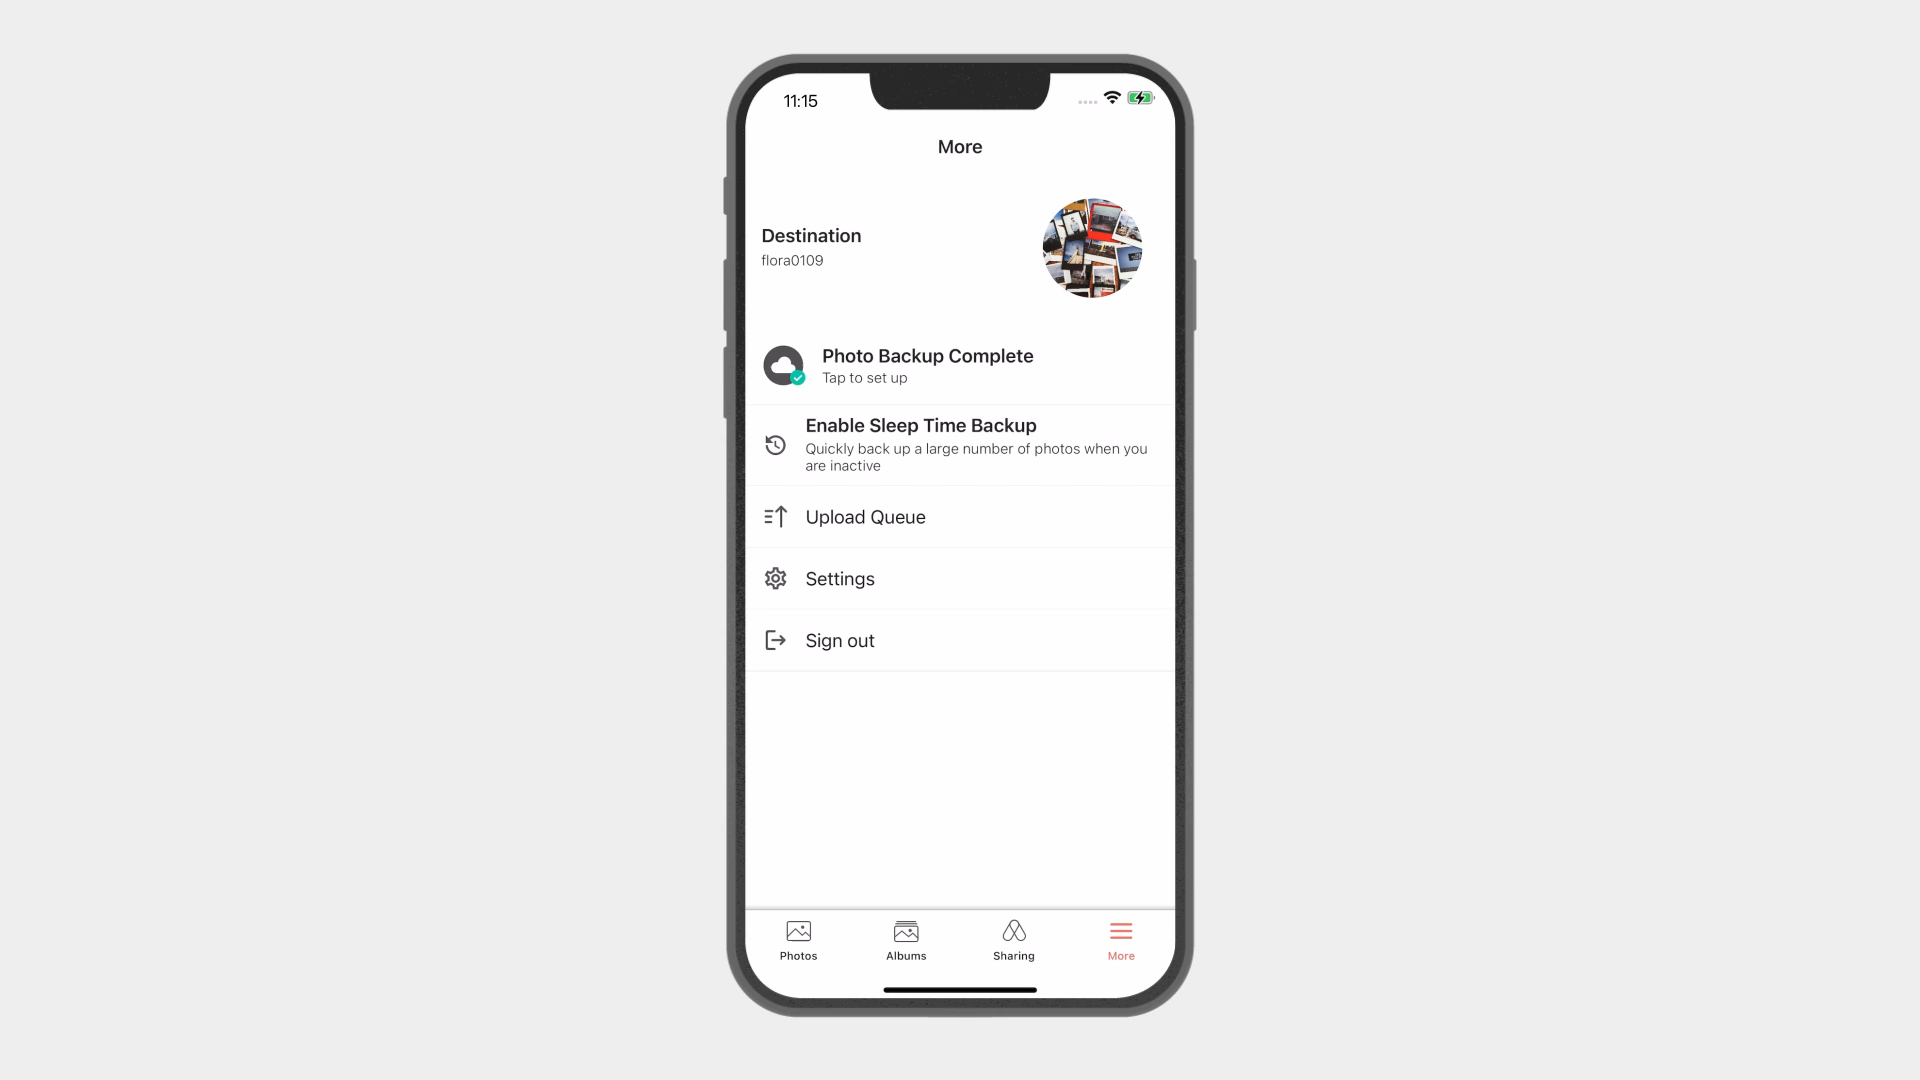 11:15
More
Destination
flora0109
Photo Backup Complete
Tap to set up
Enable Sleep Time Backup
Quickly back up a large number of photos when you
are inactive
Upload Queue
Settings
Sign out
Photos
Albums
Sharing
More